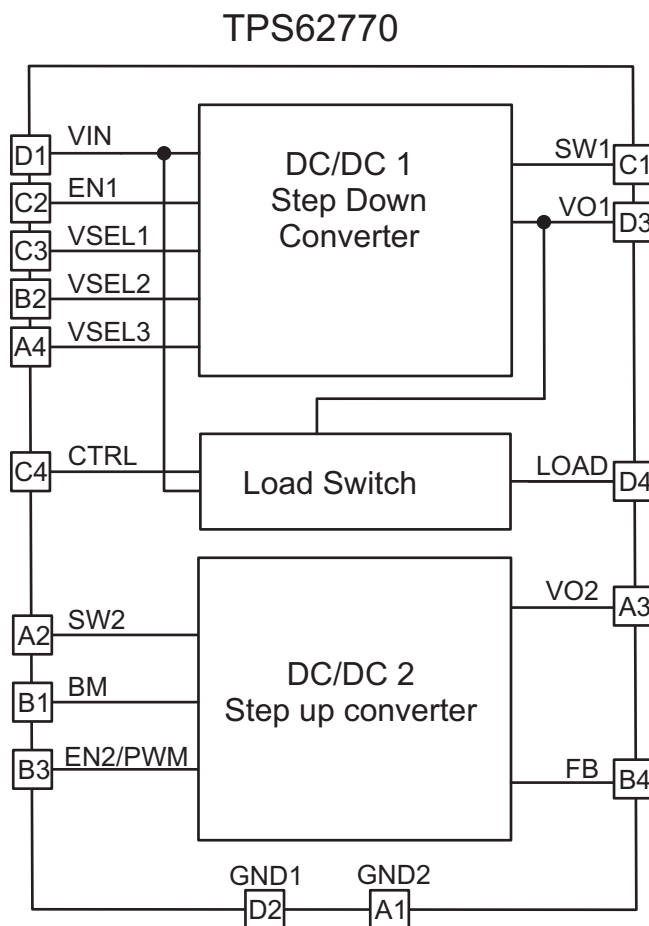 TPS62770
D1 VIN
C2 EN1
C3 VSEL1
B2 VSEL2
A4 VSEL3
DC/DC 1
Step Down
Converter
SW1 C1
VO1 D3
C4 CTRL
Load Switch
LOAD D4
A2 SW2
B1 BM
B3 EN2/PWM
DC/DC 2
Step up converter
VO2 A3
FB B4
GND1 GND2
D2 A1